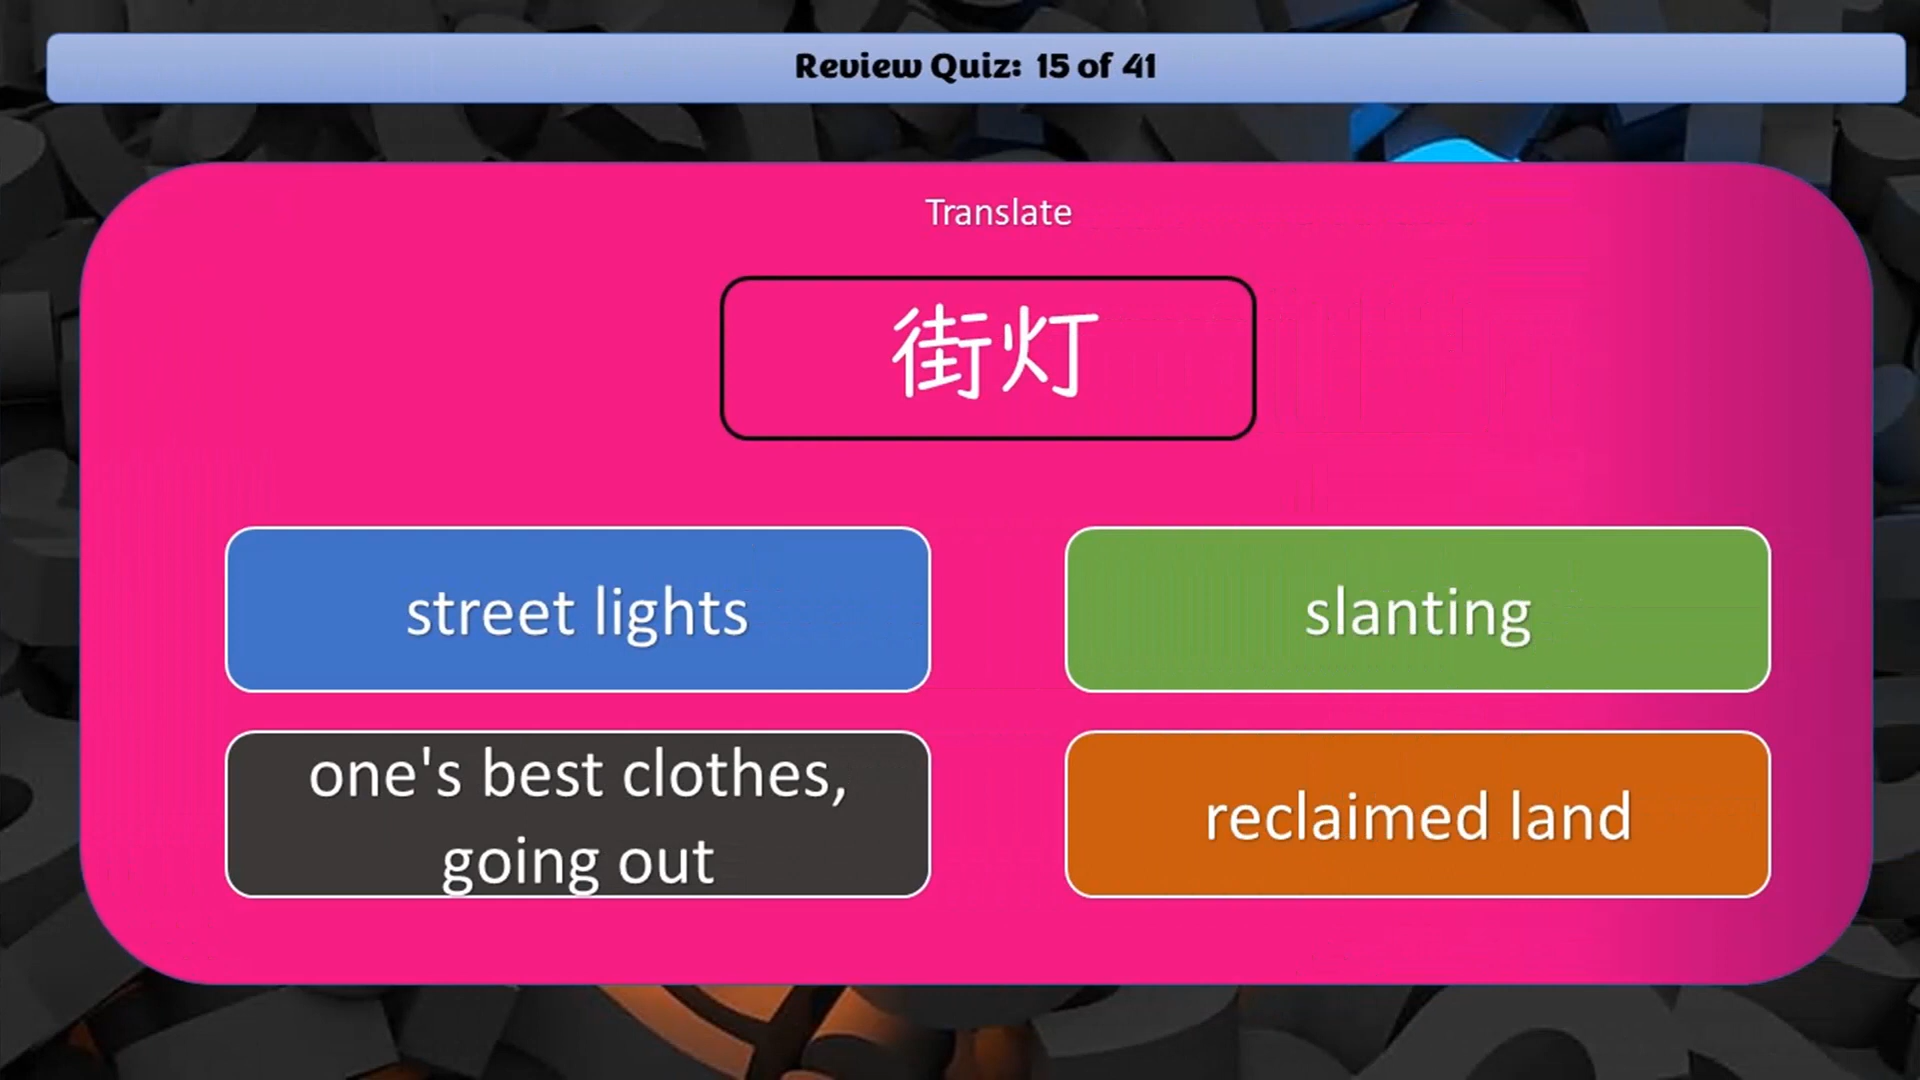 Review Quiz: 15 of 41
Translate
街灯
street lights
slanting
one's best clothes,
going out
reclaimed land